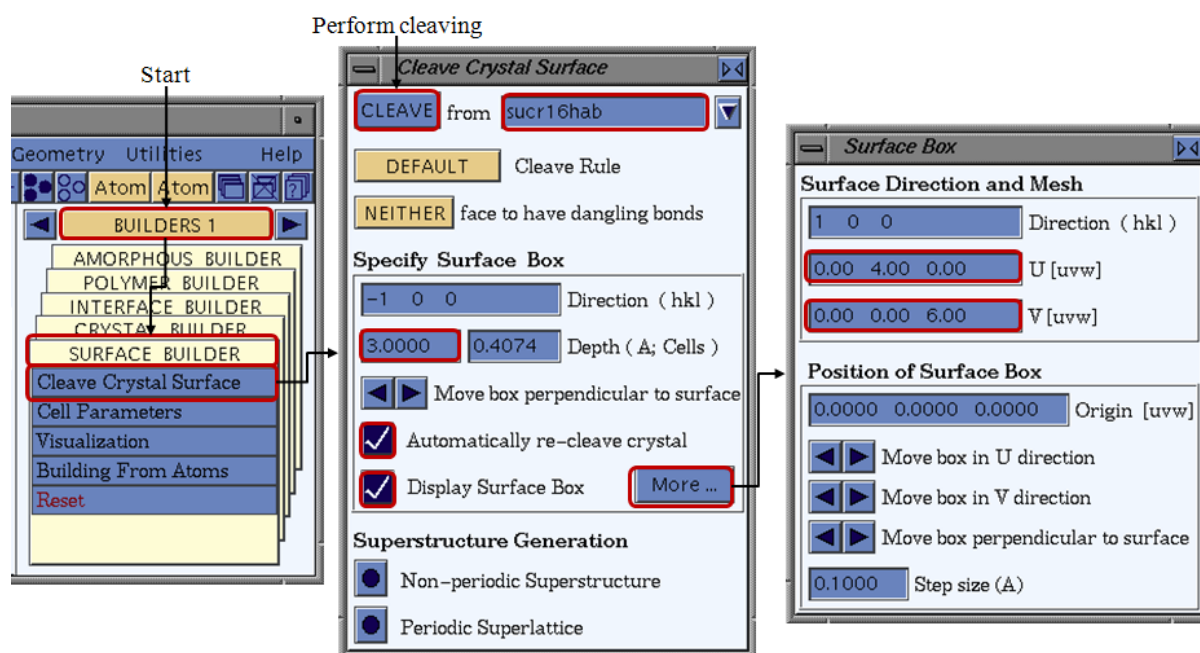 Perform cleaving
Start
Geometry Utilities Help
Atom Atom
BUILDERS 1
AMORPHOUS BUILDER
POLYMER BUILDER
INTERFACE BUILDER
CRYSTAL BUILDER
SURFACE BUILDER
Cleave Crystal Surface
Cell Parameters
Visualization
Building From Atoms
Reset
Cleave Crystal Surface
CLEAVE from sucr16hab
DEFAULT Cleave Rule
NEITHER face to have dangling bonds
Specify Surface Box
-1 0 0 Direction ( hkl )
3.0000 0.4074 Depth ( A; Cells )
Move box perpendicular to surface
Automatically re-cleave crystal
Display Surface Box More ...
Superstructure Generation
Non-periodic Superstructure
Periodic Superlattice
Surface Box
Surface Direction and Mesh
1 0 0 Direction ( hkl )
0.00 4.00 0.00 U [uvw]
0.00 0.00 6.00 V [uvw]
Position of Surface Box
0.0000 0.0000 0.0000 Origin [uvw]
Move box in U direction
Move box in V direction
Move box perpendicular to surface
0.1000 Step size (A)